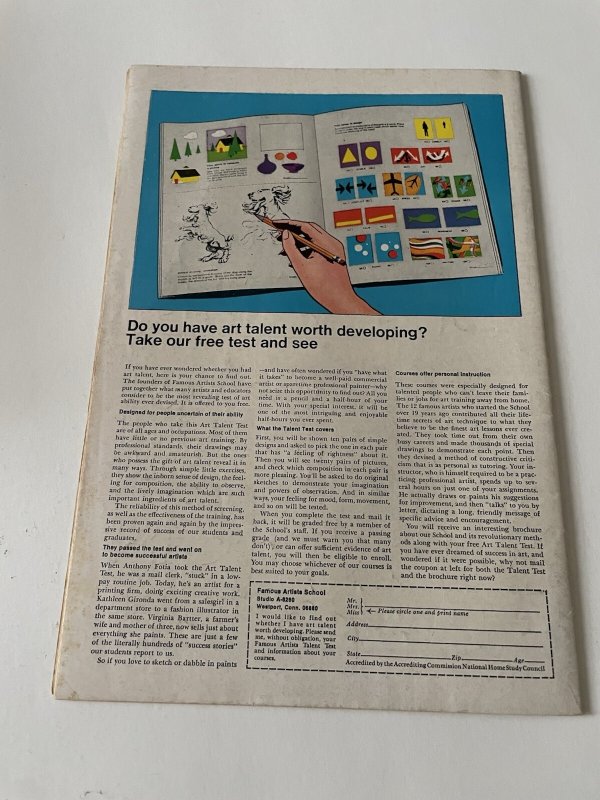 Do you have art talent worth developing?
Take our free test and see
If you have ever wondered whether you had
art talent, here is your chance to find out.
The founders of Famous Artists School have
put together what many artists and educators
consider to be the most revealing test of art
ability ever devised. It is offered to you free.
Designed for people uncertain of their ability
The people who take this Art Talent Test
are of all ages and occupations. Most of them
have little or no previous art training. By
professional standards, their drawings may
be awkward and amateurish. But the ones
who possess the gift of art talent reveal it in
many ways. Through simple little exercises,
they show the inborn sense of design, the feel-
ing for composition, the ability to observe,
and the lively imagination which are such
important ingredients of art talent.
The reliability of this method of screening,
as well as the effectiveness of the training, has
been proven again and again by the impres-
sive record of success of our students and
graduates.
They passed the test and went on
to become successful artists
When Anthony Fotia took the Art Talent
Test, he was a mail clerk, "stuck" in a low-
pay routine job. Today, he's an artist for a
printing firm, doing exciting creative work.
Kathleen Gironda went from a salesgirl in a
department store to a fashion illustrator in
the same store. Virginia Bartter, a farmer's
wife and mother of three, now sells just about
everything she paints. These are just a few
of the literally hundreds of "success stories"
our students report to us.
So if you love to sketch or dabble in paints
—and have often wondered if you "have what
it takes" to become a well-paid commercial
artist or sparetime professional painter—why
not seize this opportunity to find out? All you
need is a pencil and a half-hour of your
time. With your special interest, it will be
one of the most intriguing and enjoyable
half-hours you ever spent.
What the Talent Test covers
First, you will be shown ten pairs of simple
designs and asked to pick the one in each pair
that has "a feeling of rightness" about it.
Then you will see twenty pairs of pictures,
and check which composition in each pair is
more pleasing. You'll be asked to do original
sketches to demonstrate your imagination
and powers of observation. And in similar
ways, your feeling for mood, form, movement,
and so on will be tested.
When you complete the test and mail it
back, it will be graded free by a member of
the School's staff. If you receive a passing
grade (and we must warn you that many
don't) or can offer sufficient evidence of art
talent, you will then be eligible to enroll.
You may choose whichever of our courses is
best suited to your goals.
Courses offer personal instruction
These courses were especially designed for
talented people who can't leave their fami-
lies or jobs for art training away from home.
The 12 famous artists who started the School
over 19 years ago contributed all their life-
time secrets of art technique to what they
believe to be the finest art lessons ever cre-
ated. They took time out from their own
busy careers and made thousands of special
drawings to demonstrate each point. Then
they devised a method of constructive criti-
cism that is as personal as tutoring. Your in-
structor, who is himself required to be a prac-
ticing professional artist, spends up to sev-
eral hours on just one of your assignments.
He actually draws or paints his suggestions
for improvement, and then "talks" to you by
letter, dictating a long, friendly message of
specific advice and encouragement.
You will receive an interesting brochure
about our School and its revolutionary meth-
ods along with your free Art Talent Test. If
you have ever dreamed of success in art, and
wondered if it were possible, why not mail
the coupon at left for both the Talent Test
and the brochure right now?
Famous Artists School
Studio A-6280
Westport, Conn. 06880
I would like to find out
whether I have art talent
worth developing. Please send
me, without obligation, your
Famous Artists Talent Test
and information about your
courses.
Mr.
Mrs.
Miss
Please circle one and print name
Address
City
State Zip Age
Accredited by the Accrediting Commission National Home Study Council